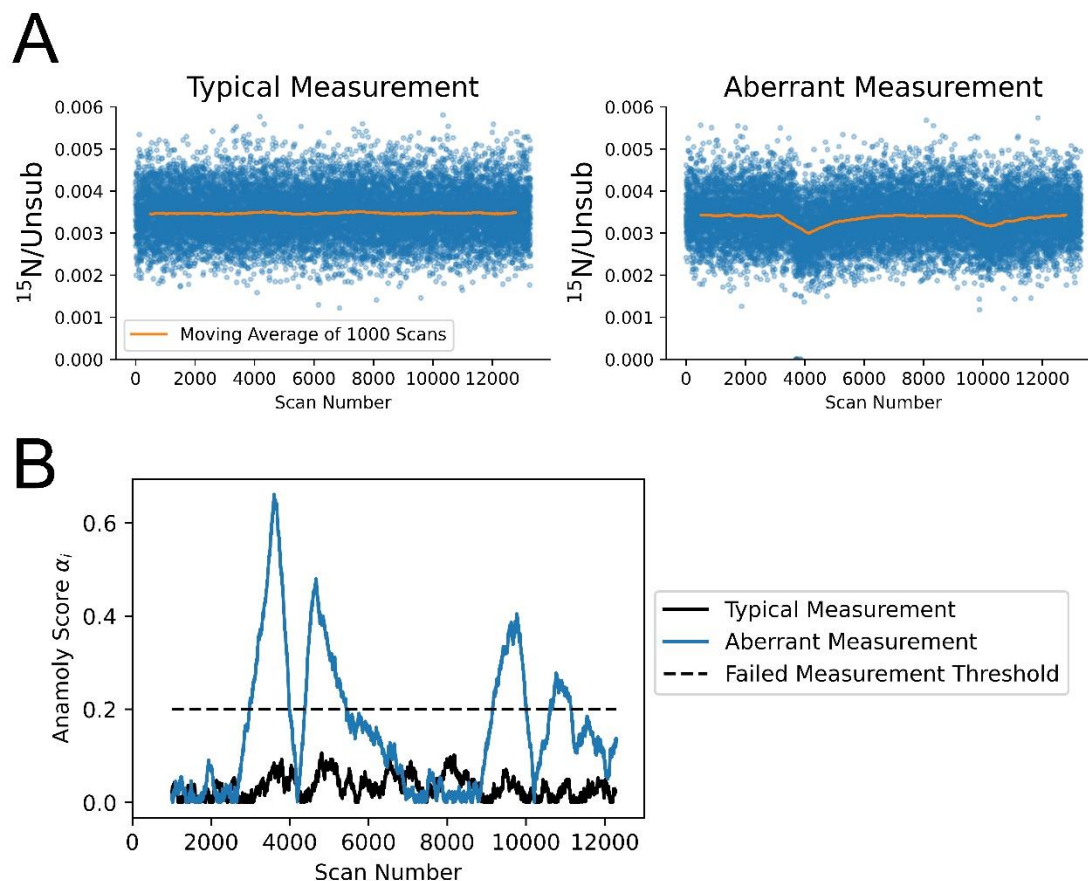 A
Typical Measurement
Aberrant Measurement
0.006
0.005
0.004
0.003
0.002
0.001
0.000
¹⁵N/Unsub
Moving Average of 1000 Scans
0 2000 4000 6000 8000 10000 12000
Scan Number
0.006
0.005
0.004
0.003
0.002
0.001
0.000
¹⁵N/Unsub
0 2000 4000 6000 8000 10000 12000
Scan Number
B
0.6
0.4
0.2
0.0
Anamoly Score αᵢ
0 2000 4000 6000 8000 10000 12000
Scan Number
Typical Measurement
Aberrant Measurement
Failed Measurement Threshold